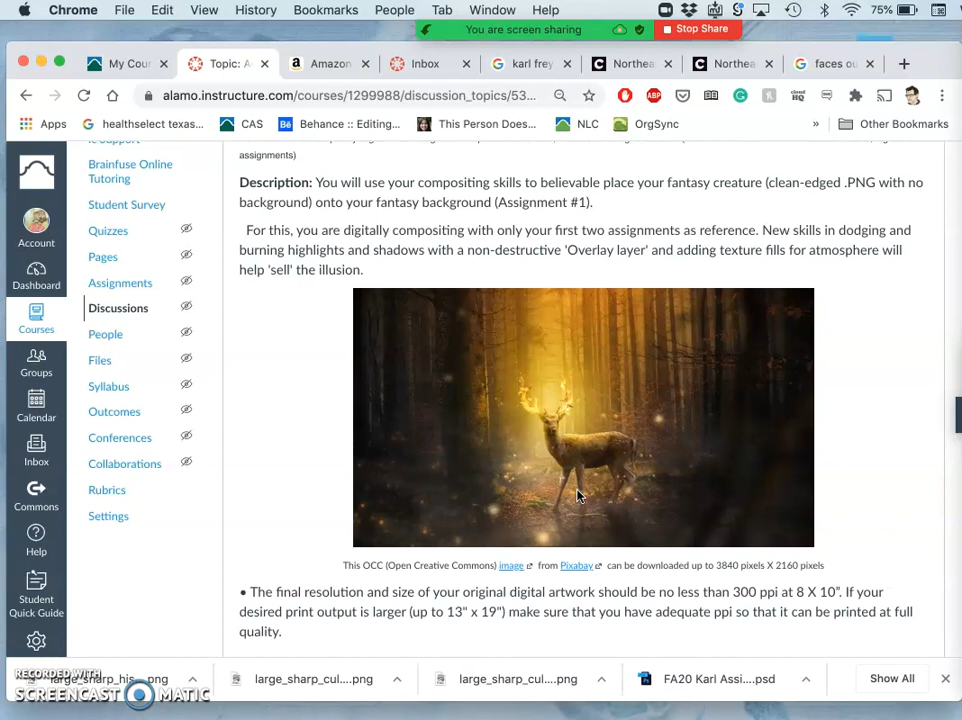 Chrome File Edit View History Bookmarks People Tab Window Help 75%
You are screen sharing Stop Share
My Cour Topic: A Amazon Inbox karl frey Northea Northea faces ou
alamo.instructure.com/courses/1299988/discussion_topics/53...
Apps healthselect texas... CAS Behance :: Editing... This Person Does... NLC OrgSync » Other Bookmarks
assignments)
Brainfuse Online
Tutoring
Student Survey
Quizzes
Pages
Assignments
Discussions
People
Files
Syllabus
Outcomes
Conferences
Collaborations
Rubrics
Settings
Account
Dashboard
Courses
Groups
Calendar
Inbox
Commons
Help
Student
Quick Guide
Description: You will use your compositing skills to believable place your fantasy creature (clean-edged .PNG with no
background) onto your fantasy background (Assignment #1).
For this, you are digitally compositing with only your first two assignments as reference. New skills in dodging and
burning highlights and shadows with a non-destructive 'Overlay layer' and adding texture fills for atmosphere will
help 'sell' the illusion.
This OCC (Open Creative Commons) image from Pixabay can be downloaded up to 3840 pixels X 2160 pixels
• The final resolution and size of your original digital artwork should be no less than 300 ppi at 8 X 10”. If your
desired print output is larger (up to 13" x 19") make sure that you have adequate ppi so that it can be printed at full
quality.
large_sharp_his....png large_sharp_cul....png large_sharp_cul....png FA20 Karl Assi....psd Show All
RECORDED WITH
SCREENCAST MATIC